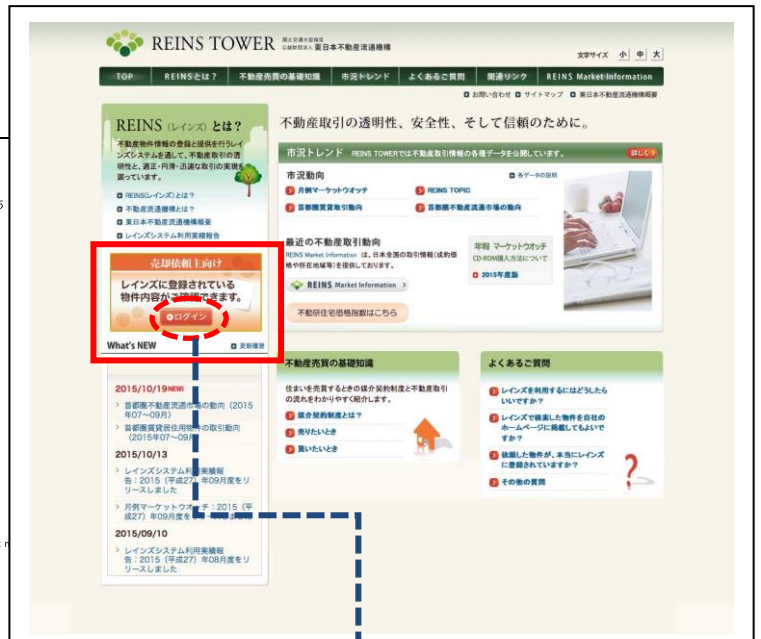 REINS TOWER
公益財団法人 東日本不動産流通機構
文字サイズ 小 中 大
TOP REINSとは? 不動産売買の基礎知識 市況トレンド よくあるご質問 関連リンク REINS Market Information
お問い合わせ サイトマップ 東日本不動産流通機構概要
REINS (レインズ) とは?
不動産物件情報の登録と提供を行うレイ
ンズシステムを通して、不動産取引の透
明性と、適正・円滑・迅速な取引の実現を
図っています。
REINS(レインズ)とは?
不動産流通機構とは?
東日本不動産流通機構概要
レインズシステム利用実績報告
売却依頼主向け
レインズに登録されている
物件内容がご確認できます。
ログイン
What's NEW 更新履歴
2015/10/19 NEW!
首都圏不動産流通市場の動向 (2015
年07~09月)
首都圏賃貸居住用物件の取引動向
(2015年07~09月)
2015/10/13
レインズシステム利用実績報
告:2015 (平成27) 年09月度をリ
リースしました
月例マーケットウオッチ:2015 (平
成27) 年09月度を
2015/09/10
レインズシステム利用実績報
告:2015 (平成27) 年08月度をリ
リースしました
不動産取引の透明性、安全性、そして信頼のために。
市況トレンド REINS TOWERでは不動産取引情報の各種データを公開しています。 詳しく
市況動向 各データの説明
月例マーケットウオッチ REINS TOPIC
首都圏賃貸取引動向 首都圏不動産流通市場の動向
最近の不動産取引動向
REINS Market Information は、日本全国の取引情報(成約価
格や所在地域等)を提供しております。
REINS Market Information
不動研住宅価格指数はこちら
年報 マーケットウオッチ
CD-ROM購入方法について
2015年度版
不動産売買の基礎知識
住まいを売買するときの媒介契約制度と不動産取引
の流れをわかりやすく紹介します。
媒介契約制度とは?
売りたいとき
買いたいとき
よくあるご質問
レインズを利用するにはどうしたら
いいですか?
レインズで検索した物件を自社の
ホームページに掲載してもよいで
すか?
依頼した物件が、本当にレインズ
に登録されていますか?
その他の質問